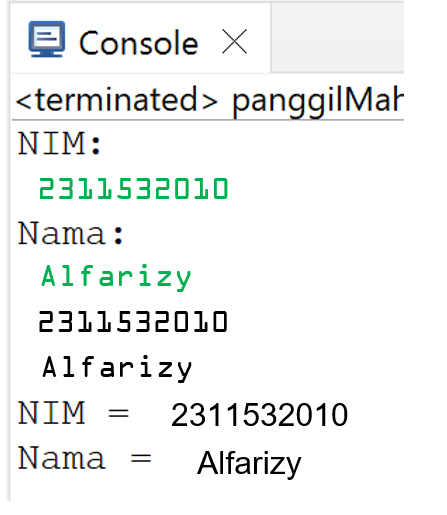 Console
<terminated> panggilMah
NIM:
2311532010
Nama:
Alfarizy
2311532010
Alfarizy
NIM = 2311532010
Nama = Alfarizy